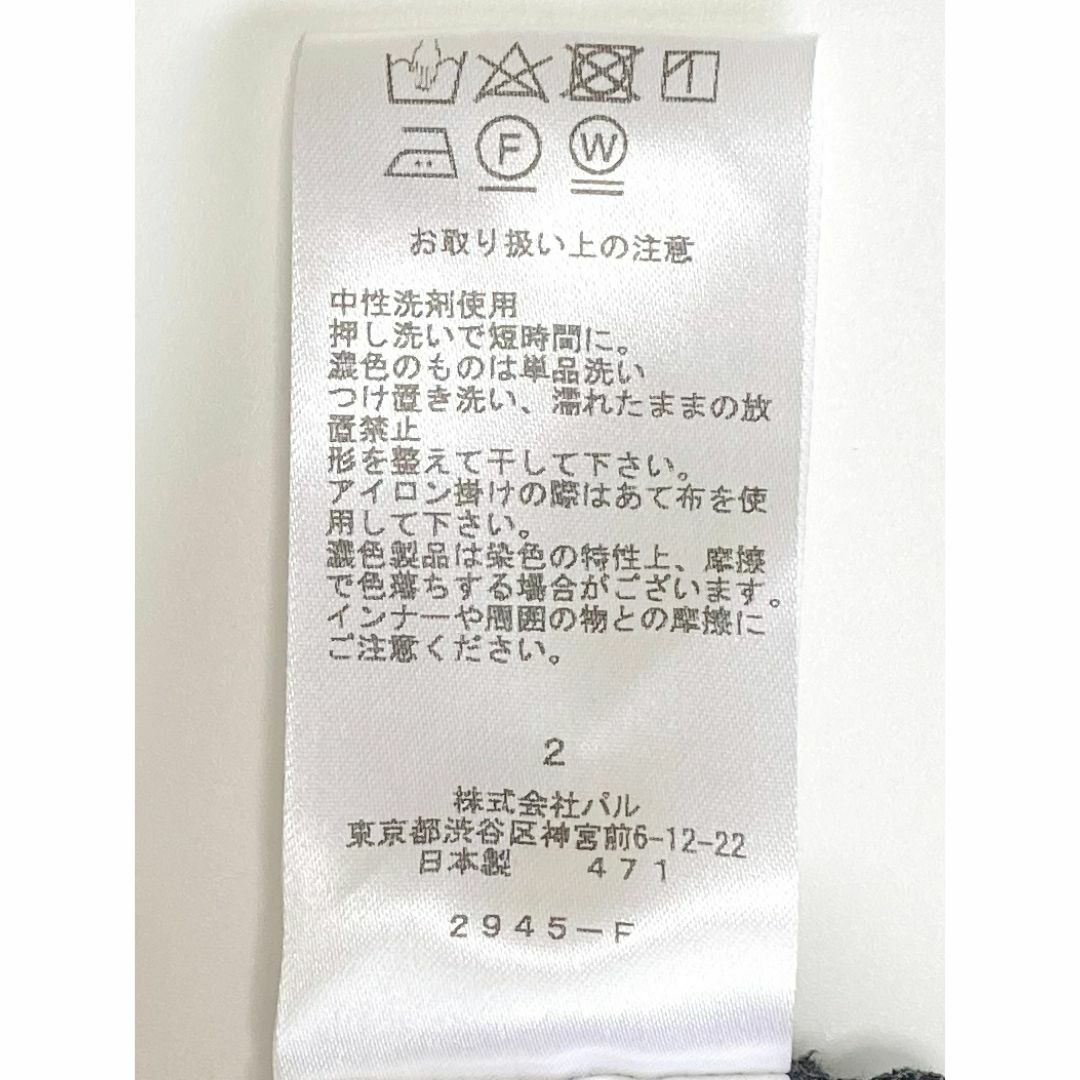 F W
お取り扱い上の注意
中性洗剤使用
押し洗いで短時間に。
濃色のものは単品洗い
つけ置き洗い、濡れたままの放
置禁止
形を整えて干して下さい。
アイロン掛けの際はあて布を使
用して下さい。
濃色製品は染色の特性上、摩擦
で色落ちする場合がございます。
インナーや周囲の物との摩擦に
ご注意ください。
2
株式会社パル
東京都渋谷区神宮前6-12-22
日本製 471
2945-F